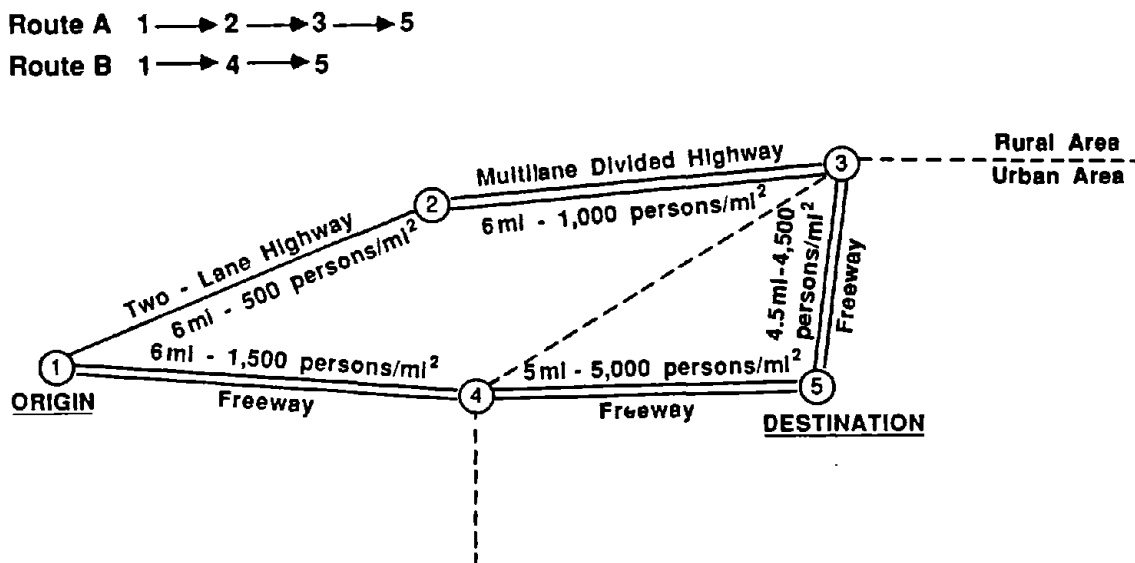 Route A 1 → 2 → 3 → 5
Route B 1 → 4 → 5
Rural Area
Urban Area
3
Multilane Divided Highway
6 mi - 1,000 persons/mi²
2
Two - Lane Highway
6 mi - 500 persons/mi²
4.5 mi - 4,500
persons/mi²
Freeway
1
ORIGIN
6 mi - 1,500 persons/mi²
Freeway
4
5 mi - 5,000 persons/mi²
Freeway
5
DESTINATION